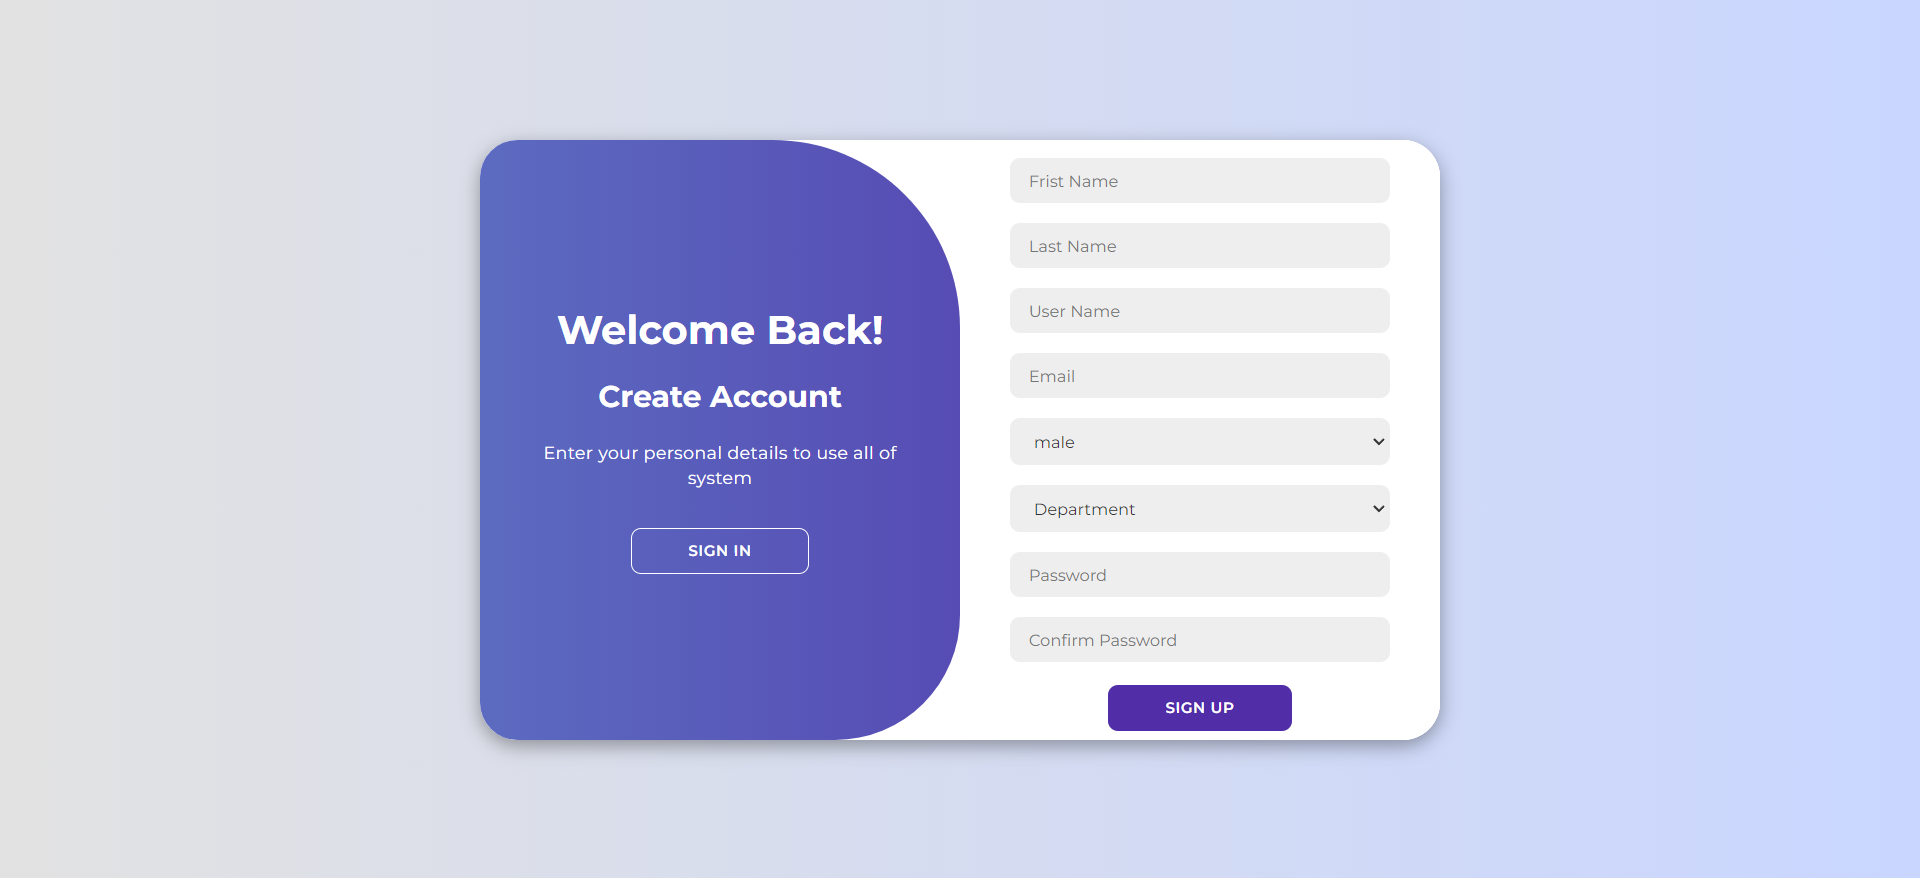 Welcome Back!
Create Account
Enter your personal details to use all of
system
SIGN IN
Frist Name
Last Name
User Name
Email
male
Department
Password
Confirm Password
SIGN UP